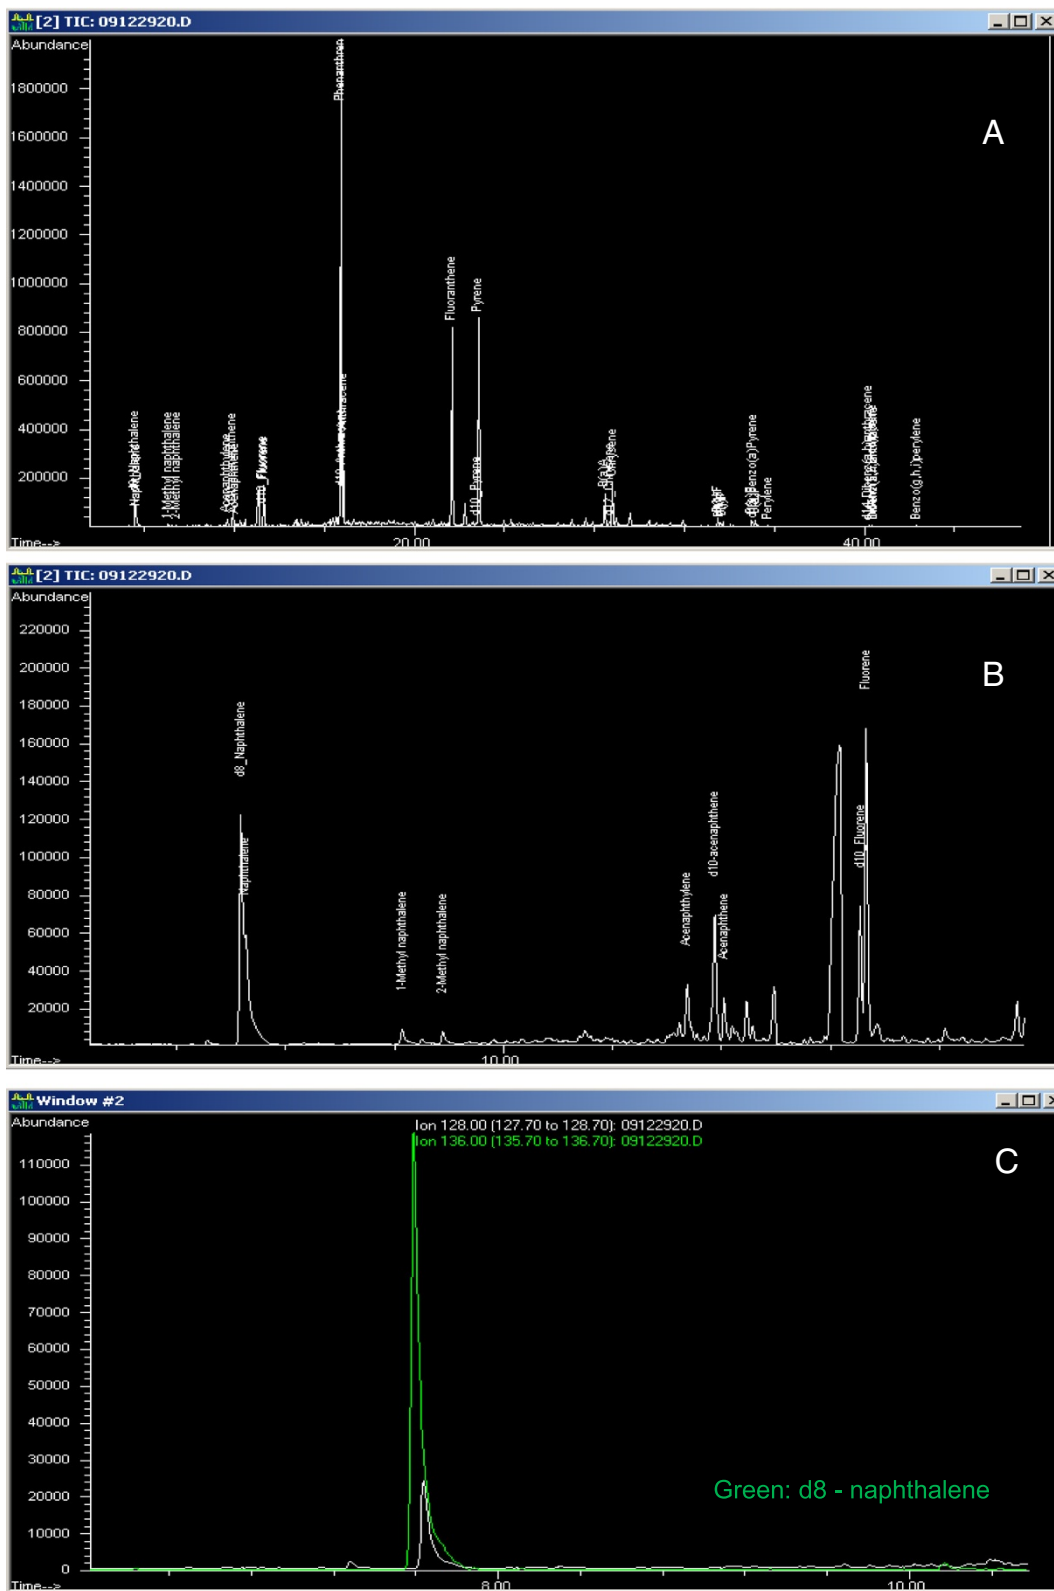 [2] TIC: 09122920.D
Abundance
A
1800000
1600000
1400000
1200000
1000000
800000
600000
400000
200000
Naphthalene
1-Methyl naphthalene
2-Methyl naphthalene
Acenaphthylene
Fluorene
Phenanthren
Fluoranthene
d10_Pyrene
Pyrene
B(a)A
Benzo(a)Pyrene
Perylene
Benzo(g,h,i)perylene
Time-->
20.00
40.00
[2] TIC: 09122920.D
Abundance
B
220000
200000
180000
160000
140000
120000
100000
80000
60000
40000
20000
d8_Naphthalene
Naphthalene
1-Methyl naphthalene
2-Methyl naphthalene
Acenaphthylene
d10-acenaphthene
Acenaphthene
d10_Fluorene
Fluorene
Time-->
10.00
Window #2
Abundance
Ion 128.00 (127.70 to 128.70): 09122920.D
Ion 136.00 (135.70 to 136.70): 09122920.D
C
110000
100000
90000
80000
70000
60000
50000
40000
30000
20000
10000
0
Green: d8 - naphthalene
Time-->
8.00
10.00